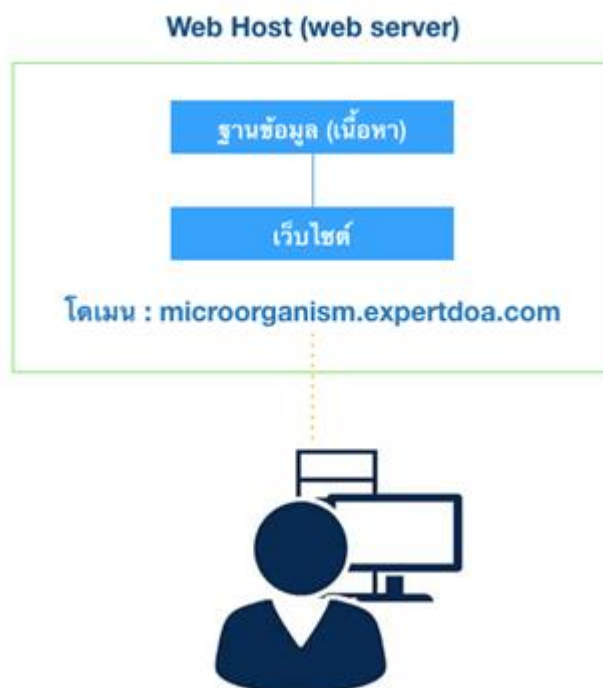 Web Host (web server)
ฐานข้อมูล (เนื้อหา)
เว็บไซต์
โดเมน : microorganism.expertdoa.com